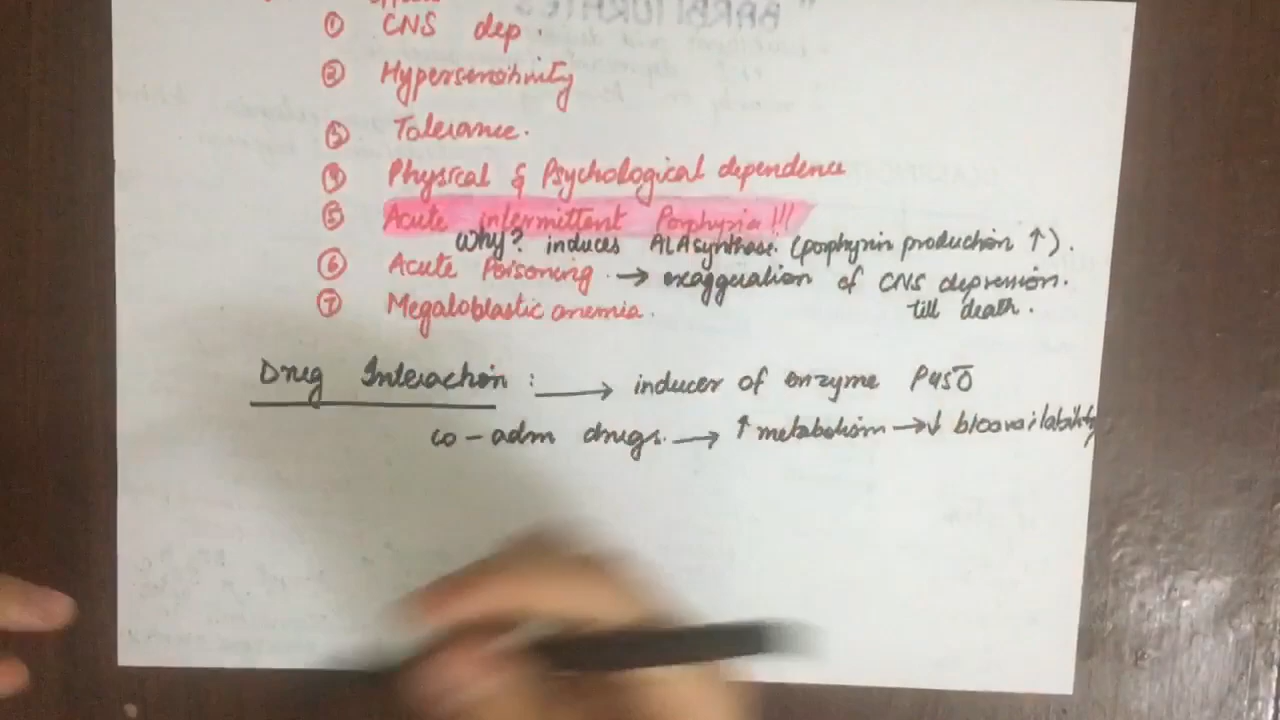 ① CNS dep.
② Hypersensitivity
③ Tolerance.
④ Physical & Psychological dependence
⑤ Acute intermittent Porphyria!!!
Why? induces ALA synthase. (porphyrin production ↑).
⑥ Acute Poisoning. → exaggeration of CNS depression.
till death.
⑦ Megaloblastic anemia.
Drug Interaction : → inducer of enzyme P450
co-adm drugs. → ↑ metabolism → ↓ bioavailability